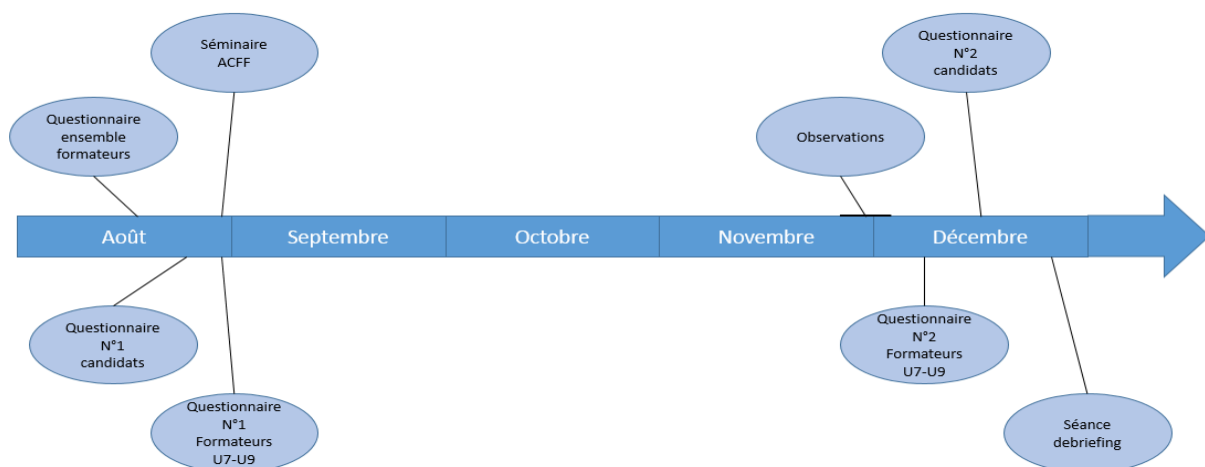 Séminaire
ACFF
Questionnaire
N°2
candidats
Questionnaire
ensemble
formateurs
Observations
Août
Septembre
Octobre
Novembre
Décembre
Questionnaire
N°1
candidats
Questionnaire
N°2
Formateurs
U7-U9
Questionnaire
N°1
Formateurs
U7-U9
Séance
debriefing